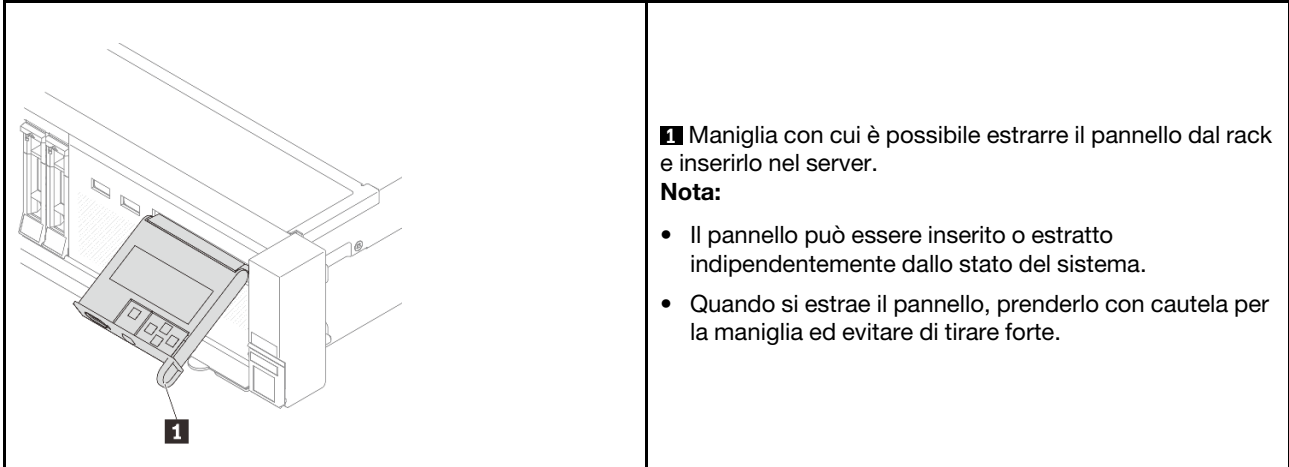 1 Maniglia con cui è possibile estrarre il pannello dal rack
e inserirlo nel server.
Nota:
• Il pannello può essere inserito o estratto
indipendentemente dallo stato del sistema.
• Quando si estrae il pannello, prenderlo con cautela per
la maniglia ed evitare di tirare forte.
1